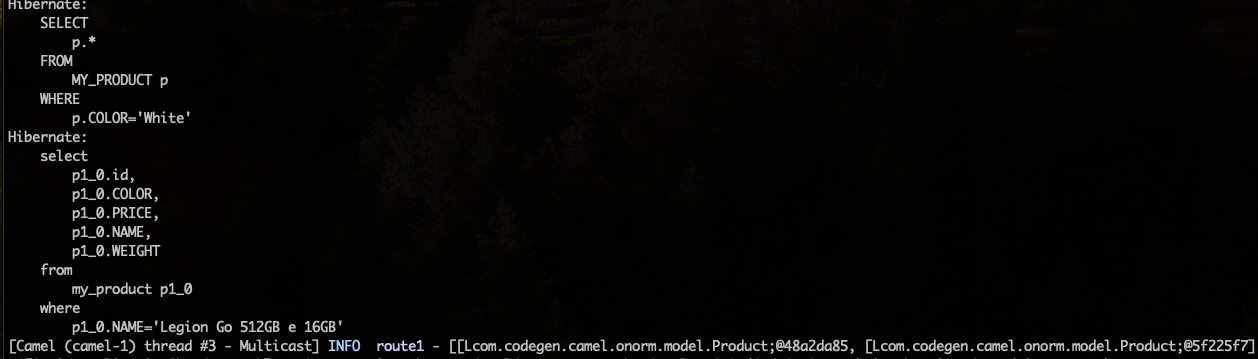 Hibernate:
    SELECT
        p.*
    FROM
        MY_PRODUCT p
    WHERE
        p.COLOR='White'
Hibernate:
    select
        p1_0.id,
        p1_0.COLOR,
        p1_0.PRICE,
        p1_0.NAME,
        p1_0.WEIGHT
    from
        my_product p1_0
    where
        p1_0.NAME='Legion Go 512GB e 16GB'
[Camel (camel-1) thread #3 - Multicast] INFO  route1 - [[Lcom.codegen.camel.onorm.model.Product;@48a2da85, [Lcom.codegen.camel.onorm.model.Product;@5f225f7